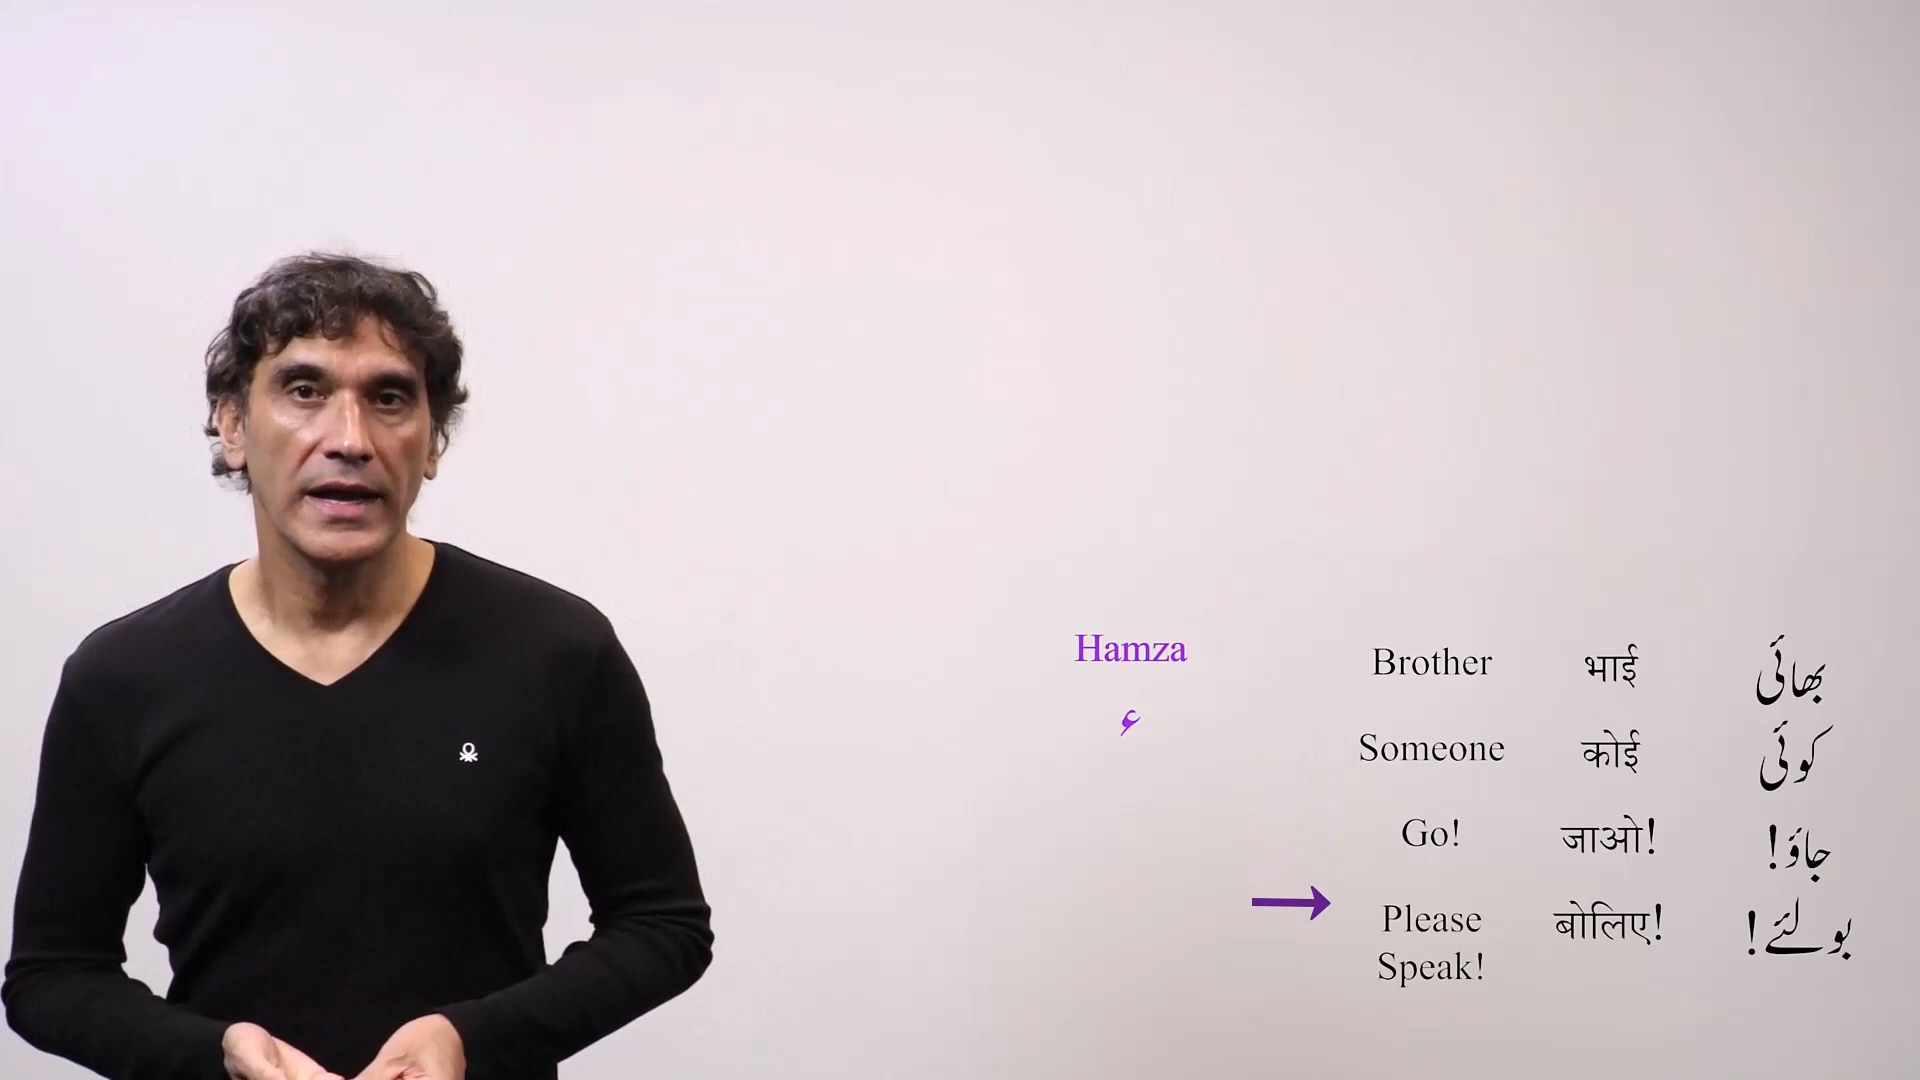 Hamza
ء
Brother भाई بھائی
Someone कोई کوئی
Go! जाओ! جاؤ!
Please Speak! बोलिए! بولئے!